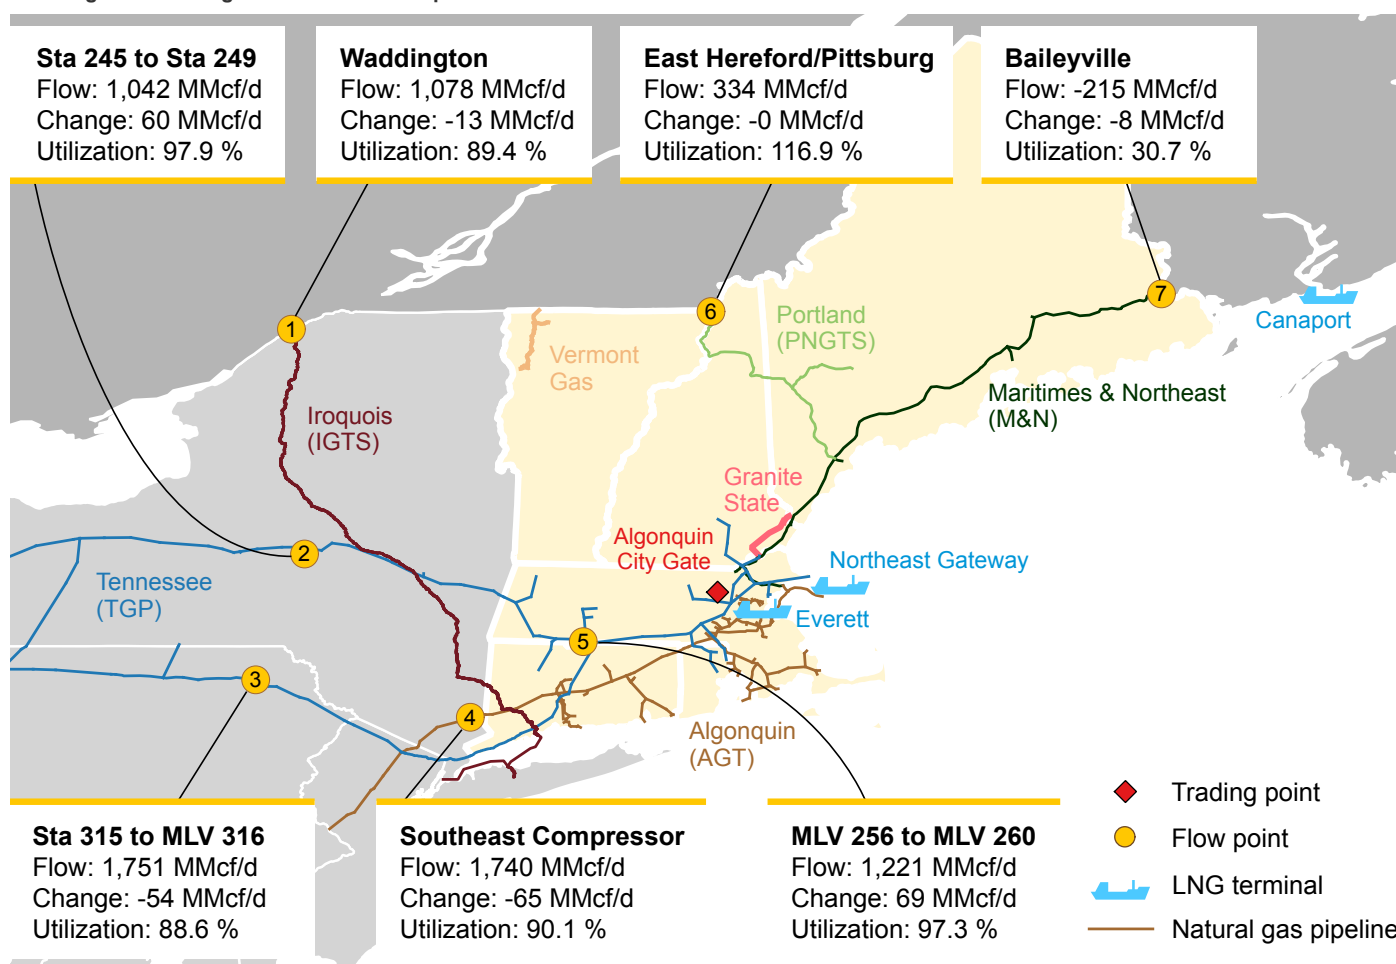 Sta 245 to Sta 249
Flow: 1,042 MMcf/d
Change: 60 MMcf/d
Utilization: 97.9 %
Waddington
Flow: 1,078 MMcf/d
Change: -13 MMcf/d
Utilization: 89.4 %
East Hereford/Pittsburg
Flow: 334 MMcf/d
Change: -0 MMcf/d
Utilization: 116.9 %
Baileyville
Flow: -215 MMcf/d
Change: -8 MMcf/d
Utilization: 30.7 %
1
6
7
Portland
(PNGTS)
Canaport
Vermont
Gas
Maritimes & Northeast
(M&N)
Iroquois
(IGTS)
Granite
State
Algonquin
City Gate
2
Northeast Gateway
Tennessee
(TGP)
Everett
5
3
4
Algonquin
(AGT)
Sta 315 to MLV 316
Flow: 1,751 MMcf/d
Change: -54 MMcf/d
Utilization: 88.6 %
Southeast Compressor
Flow: 1,740 MMcf/d
Change: -65 MMcf/d
Utilization: 90.1 %
MLV 256 to MLV 260
Flow: 1,221 MMcf/d
Change: 69 MMcf/d
Utilization: 97.3 %
Trading point
Flow point
LNG terminal
Natural gas pipeline